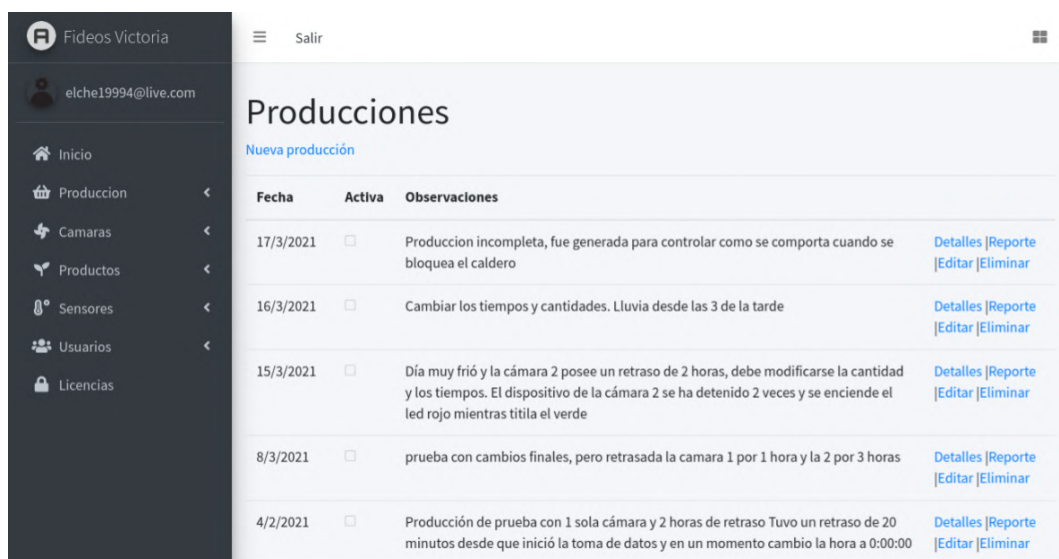 Fideos Victoria
elche19994@live.com
Inicio
Produccion
Camaras
Productos
Sensores
Usuarios
Licencias
Salir
Producciones
Nueva producción
Fecha Activa Observaciones
17/3/2021 Produccion incompleta, fue generada para controlar como se comporta cuando se Detalles |Reporte
bloquea el caldero |Editar |Eliminar
16/3/2021 Cambiar los tiempos y cantidades. Lluvia desde las 3 de la tarde Detalles |Reporte
|Editar |Eliminar
15/3/2021 Día muy frió y la cámara 2 posee un retraso de 2 horas, debe modificarse la cantidad Detalles |Reporte
y los tiempos. El dispositivo de la cámara 2 se ha detenido 2 veces y se enciende el |Editar |Eliminar
led rojo mientras titila el verde
8/3/2021 prueba con cambios finales, pero retrasada la camara 1 por 1 hora y la 2 por 3 horas Detalles |Reporte
|Editar |Eliminar
4/2/2021 Producción de prueba con 1 sola cámara y 2 horas de retraso Tuvo un retraso de 20 Detalles |Reporte
minutos desde que inició la toma de datos y en un momento cambio la hora a 0:00:00 |Editar |Eliminar